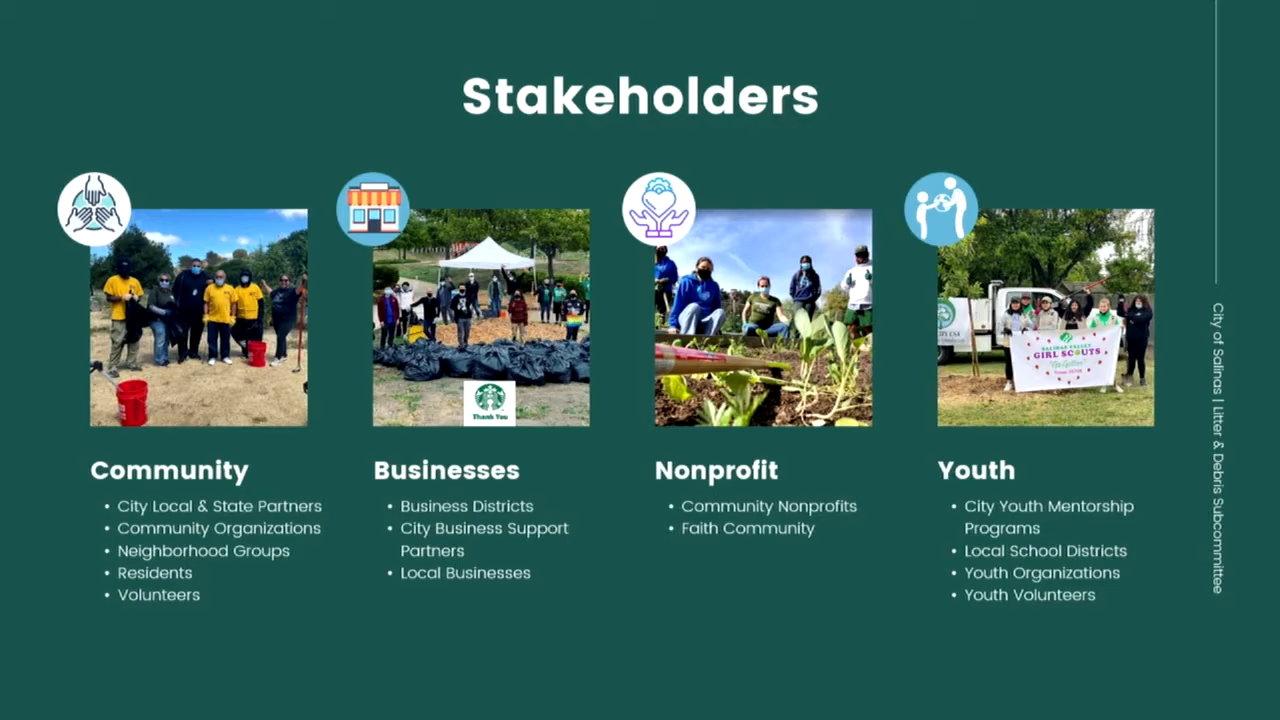 Stakeholders
Thank You
SALINAS VALLEY
GIRL SCOUTS
Community
• City Local & State Partners
• Community Organizations
• Neighborhood Groups
• Residents
• Volunteers
Businesses
• Business Districts
• City Business Support
Partners
• Local Businesses
Nonprofit
• Community Nonprofits
• Faith Community
Youth
• City Youth Mentorship
Programs
• Local School Districts
• Youth Organizations
• Youth Volunteers
City of Salinas | Litter & Debris Subcommittee